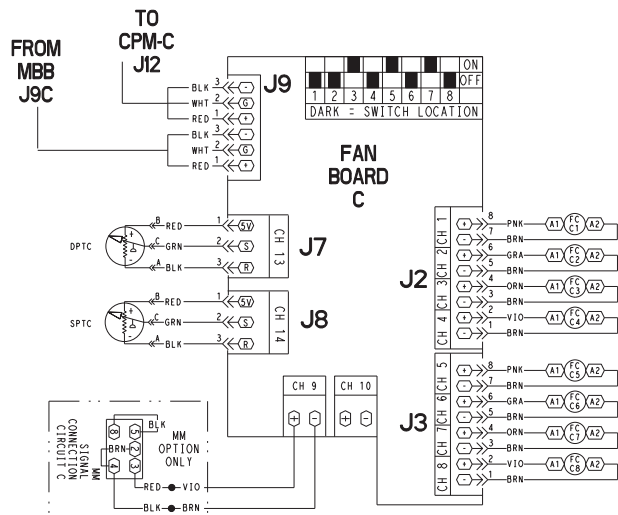 FROM
MBB
J9C
TO
CPM-C
J12
BLK 3 -
WHT 2 G
RED 1 +
BLK 3 -
WHT 2 G
RED 1 +
J9
ON
OFF
1 2 3 4 5 6 7 8
DARK = SWITCH LOCATION
FAN
BOARD
C
DPTC
+
-
B RED 1 5V
C GRN 2 S
A BLK 3 R
CH 13
J7
SPTC
+
-
B RED 1 5V
C GRN 2 S
A BLK 3 R
CH 14
J8
J2
CH 1
CH 2
CH 3
CH 4
+ 8 PNK A1 FC C1 A2
- 7 BRN
+ 6 GRA A1 FC C2 A2
- 5 BRN
+ 4 ORN A1 FC C3 A2
- 3 BRN
+ 2 VIO A1 FC C4 A2
- 1 BRN
J3
CH 5
CH 6
CH 7
CH 8
+ 8 PNK A1 FC C5 A2
- 7 BRN
+ 6 GRA A1 FC C6 A2
- 5 BRN
+ 4 ORN A1 FC C7 A2
- 3 BRN
+ 2 VIO A1 FC C8 A2
- 1 BRN
CH 9
+ -
CH 10
+ -
MM
SIGNAL
CONNECTION
CIRCUIT C
8 5 BLK
BRN 2
4 3
MM
OPTION
ONLY
RED VIO
BLK BRN